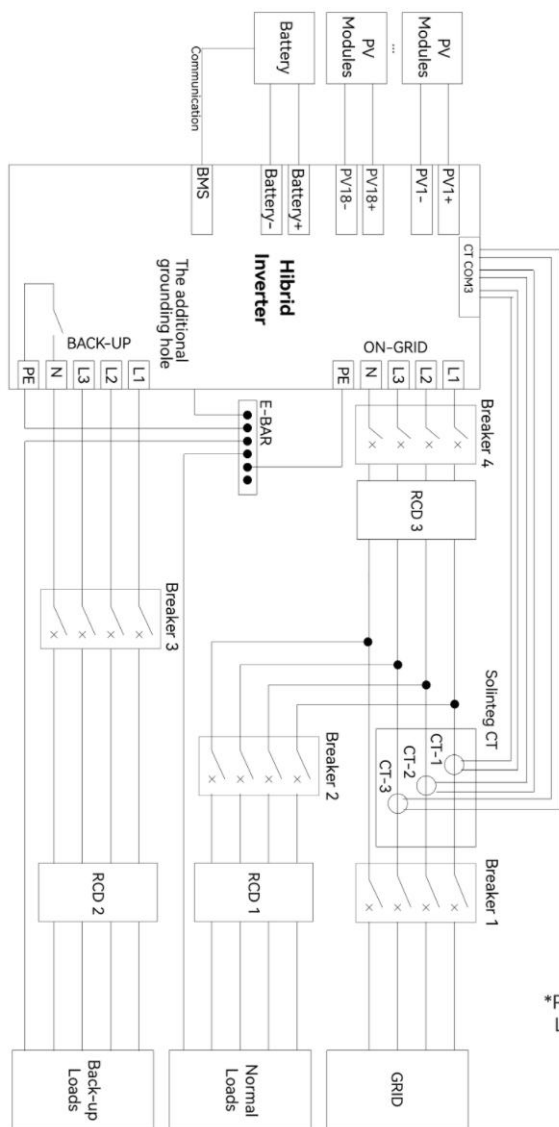 PV
Modules
...
PV
Modules
Battery
Communication
PV1+
PV1-
PV18+
PV18-
Battery+
Battery-
BMS
CT COM3
Hibrid
Inverter
The additional
grounding hole
ON-GRID
BACK-UP
L1
L2
L3
N
PE
L1
L2
L3
N
PE
E-BAR
Breaker 4
RCD 3
Breaker 3
Solinteg CT
CT-1
CT-2
CT-3
Breaker 2
Breaker 1
RCD 1
RCD 2
GRID
Normal
Loads
Back-up
Loads